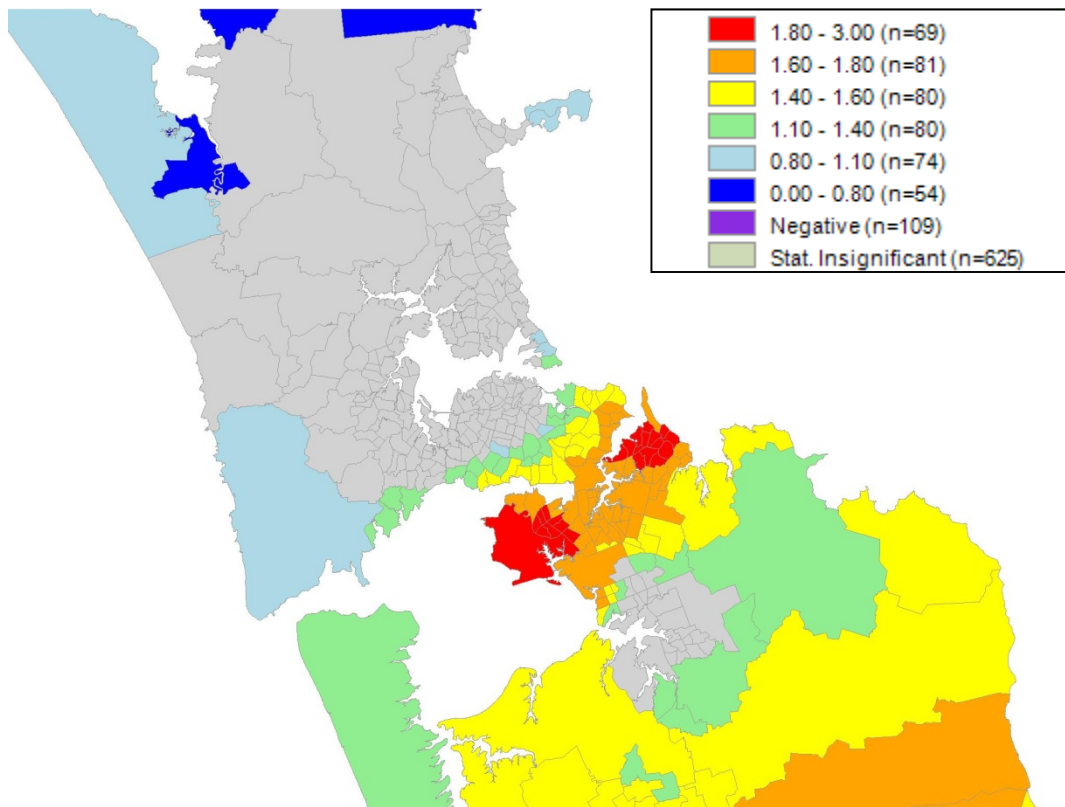 1.80 - 3.00 (n=69)
1.60 - 1.80 (n=81)
1.40 - 1.60 (n=80)
1.10 - 1.40 (n=80)
0.80 - 1.10 (n=74)
0.00 - 0.80 (n=54)
Negative (n=109)
Stat. Insignificant (n=625)